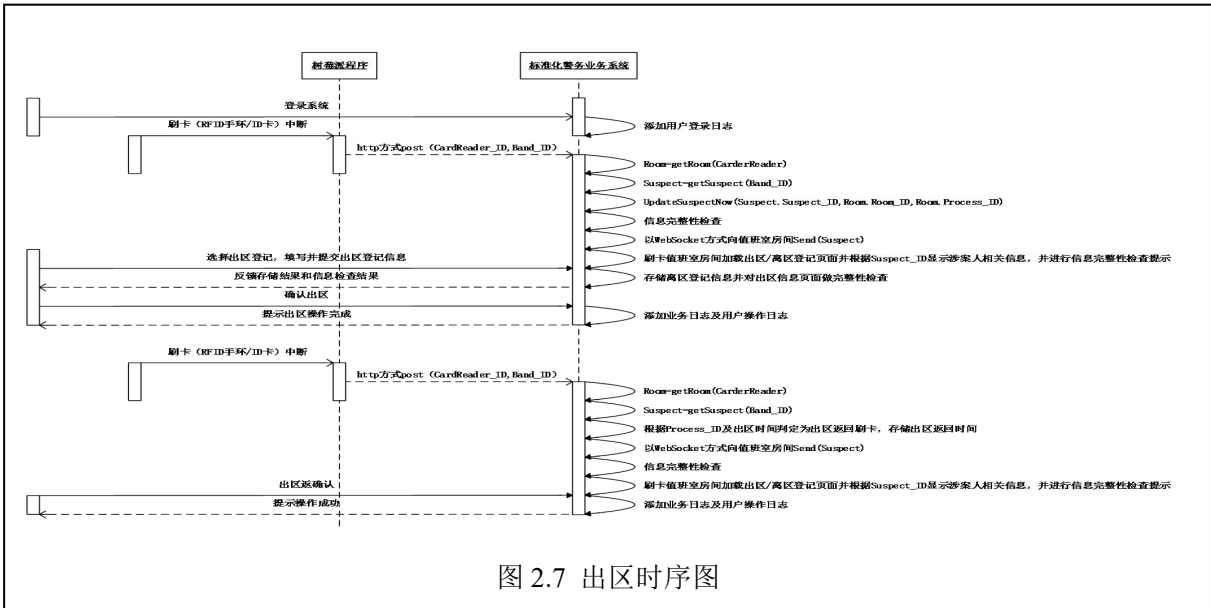 树莓派程序
标准化警务业务系统
登录系统
添加用户登录日志
刷卡（RFID手环/ID卡）中断
http方式post（CardReader_ID,Band_ID）
Room=getRoom(CarderReader)
Suspect=getSuspect(Band_ID)
UpdateSuspectNow(Suspect.Suspect_ID,Room.Room_ID,Room.Process_ID)
信息完整性检查
以WebSocket方式向值班室房间Send(Suspect)
选择出区登记，填写并提交出区登记信息
刷卡值班室房间加载出区/离区登记页面并根据Suspect_ID显示涉案人相关信息，并进行信息完整性检查提示
反馈存储结果和信息检查结果
存储离区登记信息并对出区信息页面做完整性检查
确认出区
提示出区操作完成
添加业务日志及用户操作日志
刷卡（RFID手环/ID卡）中断
http方式post（CardReader_ID,Band_ID）
Room=getRoom(CarderReader)
Suspect=getSuspect(Band_ID)
根据Process_ID及出区时间判定为出区返回刷卡，存储出区返回时间
以WebSocket方式向值班室房间Send(Suspect)
信息完整性检查
出区返确认
刷卡值班室房间加载出区/离区登记页面并根据Suspect_ID显示涉案人相关信息，并进行信息完整性检查提示
提示操作成功
添加业务日志及用户操作日志
图 2.7 出区时序图